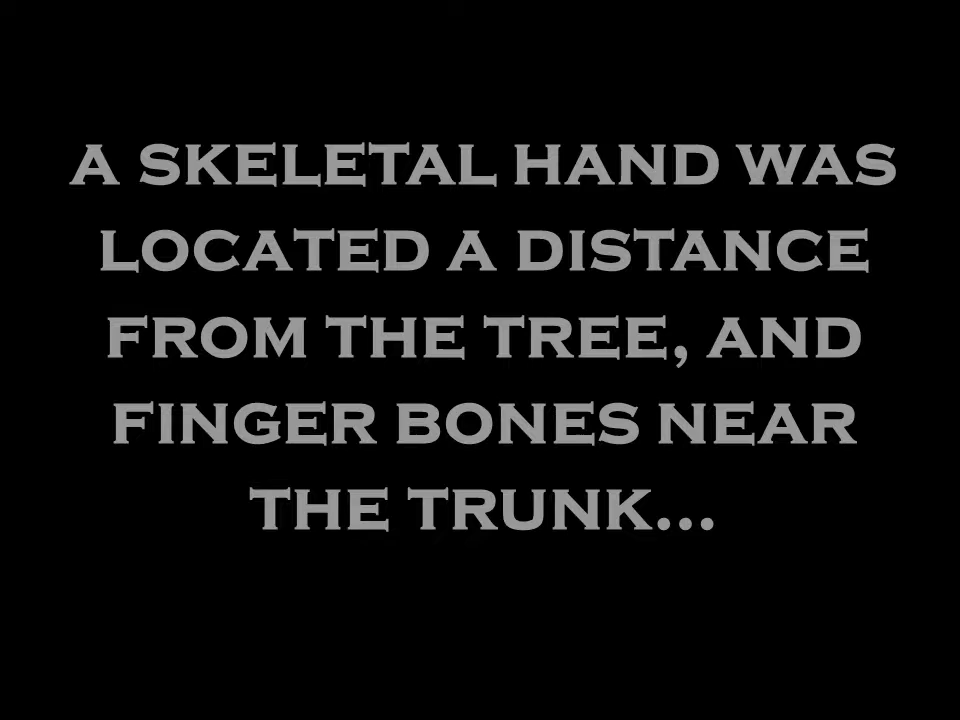 A SKELETAL HAND WAS
LOCATED A DISTANCE
FROM THE TREE, AND
FINGER BONES NEAR
THE TRUNK...